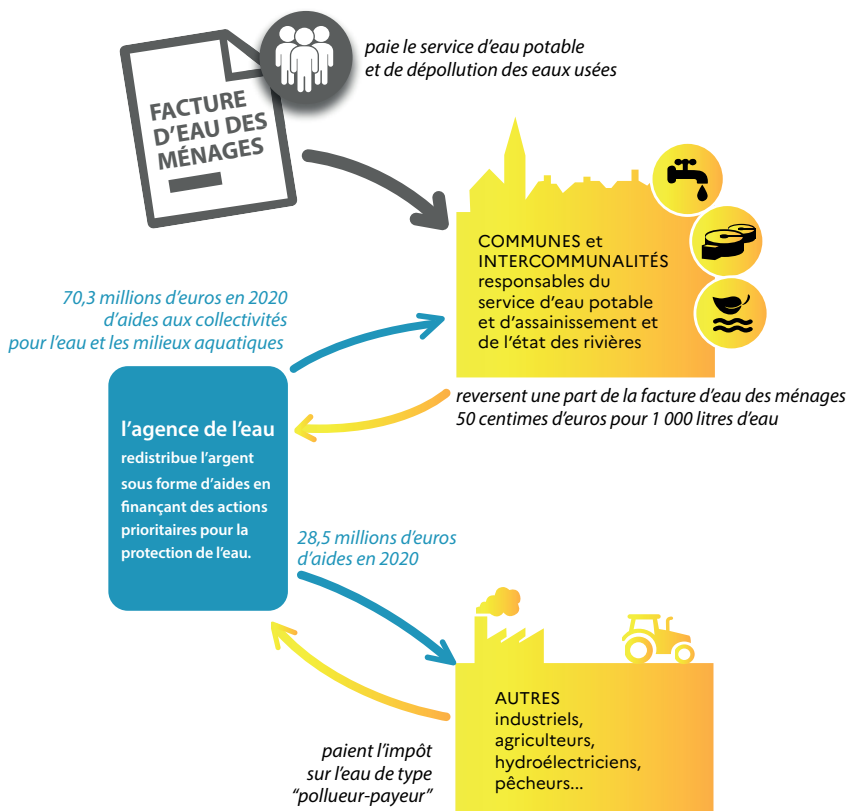 paie le service d'eau potable
et de dépollution des eaux usées
FACTURE
D'EAU DES
MÉNAGES
COMMUNES et
INTERCOMMUNALITÉS
responsables du
service d'eau potable
et d'assainissement et
de l'état des rivières
70,3 millions d'euros en 2020
d'aides aux collectivités
pour l'eau et les milieux aquatiques
reversent une part de la facture d'eau des ménages
50 centimes d'euros pour 1 000 litres d'eau
l'agence de l'eau
redistribue l'argent
sous forme d'aides en
finançant des actions
prioritaires pour la
protection de l'eau.
28,5 millions d'euros
d'aides en 2020
AUTRES
industriels,
agriculteurs,
hydroélectriciens,
pêcheurs...
paient l'impôt
sur l'eau de type
"pollueur-payeur"